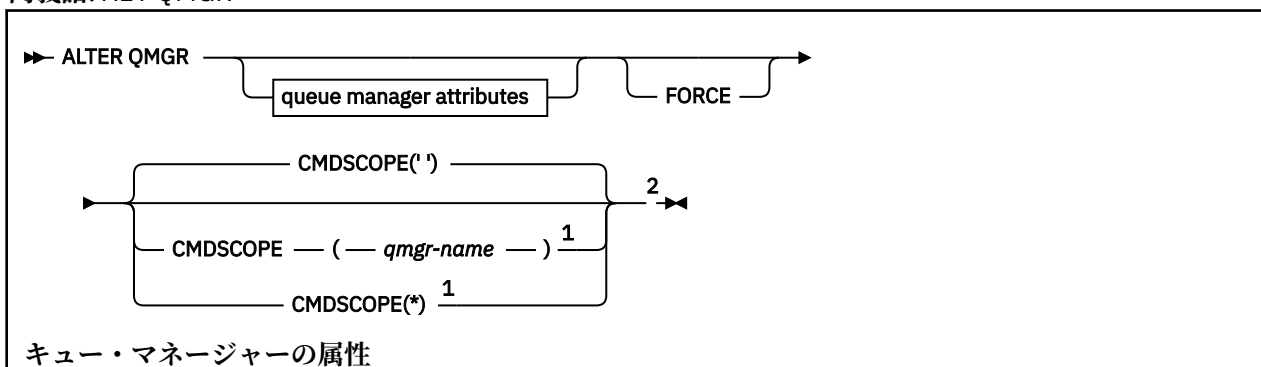 ALTER QMGR
queue manager attributes
FORCE
CMDSCOPE(' ')
2
CMDSCOPE ( qmgr-name ) 1
CMDSCOPE(*) 1
キュー・マネージャーの属性